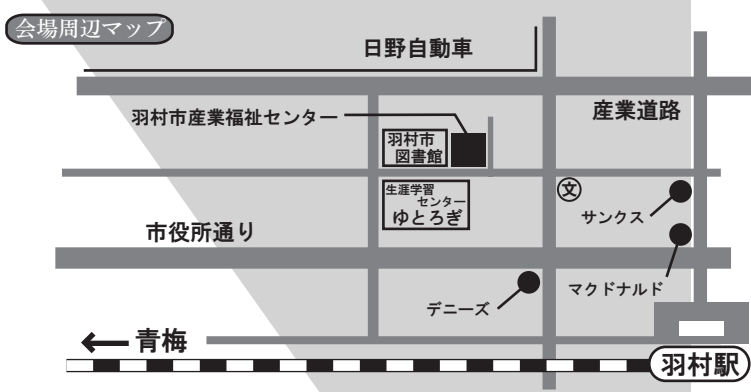 会場周辺マップ
日野自動車
産業道路
羽村市産業福祉センター
羽村市
図書館
生涯学習
センター
ゆとろぎ
文
サンクス
市役所通り
マクドナルド
デニーズ
←青梅
羽村駅